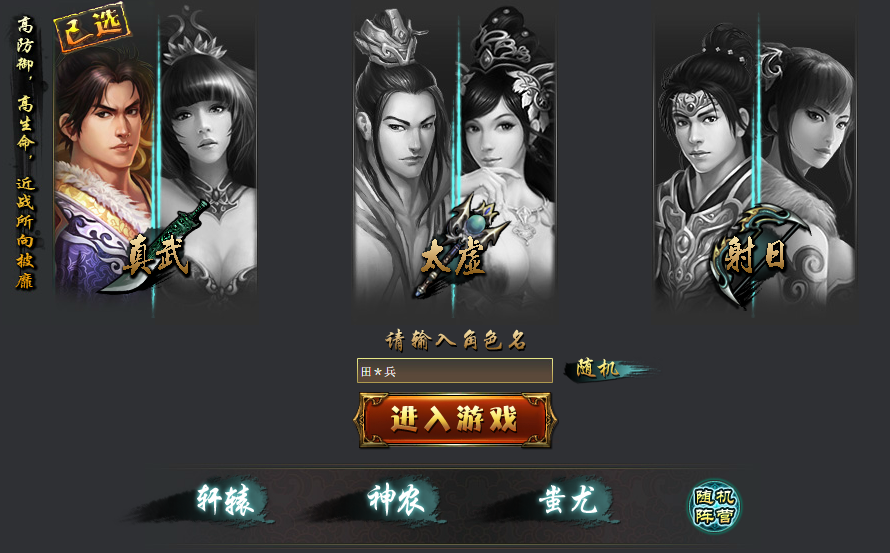 高防御，高生命，近战所向披靡
已选
真武
太虚
射日
请输入角色名
田*兵
随机
进入游戏
轩辕
神农
蚩尤
随机
阵营